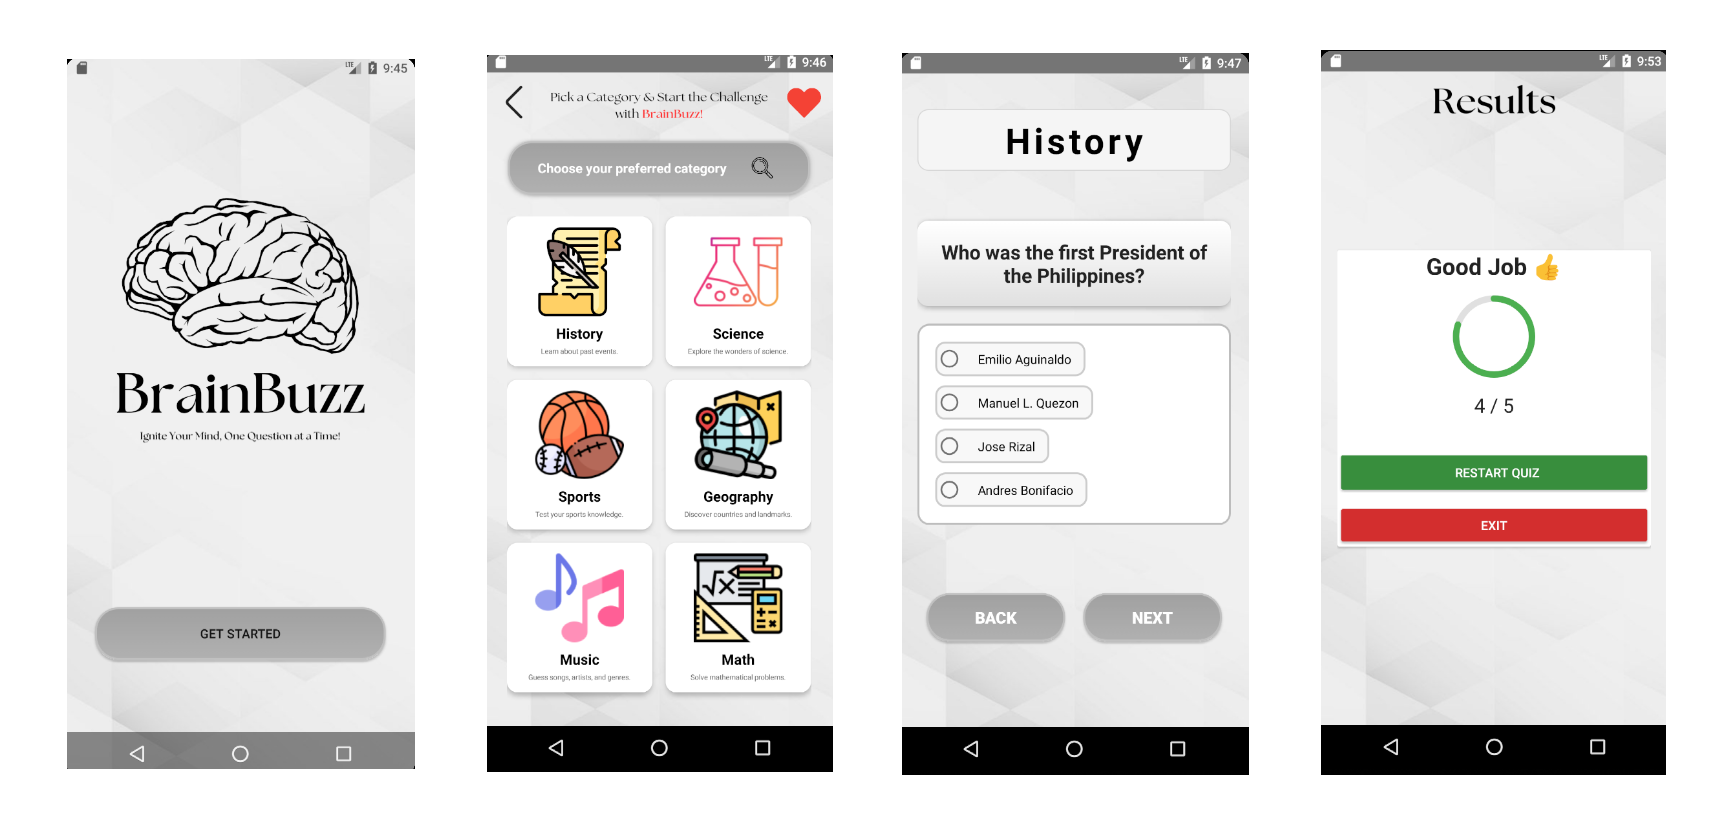 LTE 9:45
BrainBuzz
Ignite Your Mind, One Question at a Time!
GET STARTED
LTE 9:46
Pick a Category & Start the Challenge
with BrainBuzz!
Choose your preferred category
History
Learn about past events.
Science
Explore the wonders of science.
Sports
Test your sports knowledge.
Geography
Discover countries and landmarks.
Music
Guess songs, artists, and genres.
Math
Solve mathematical problems.
LTE 9:47
History
Who was the first President of
the Philippines?
Emilio Aguinaldo
Manuel L. Quezon
Jose Rizal
Andres Bonifacio
BACK
NEXT
LTE 9:53
Results
Good Job 👍
4 / 5
RESTART QUIZ
EXIT